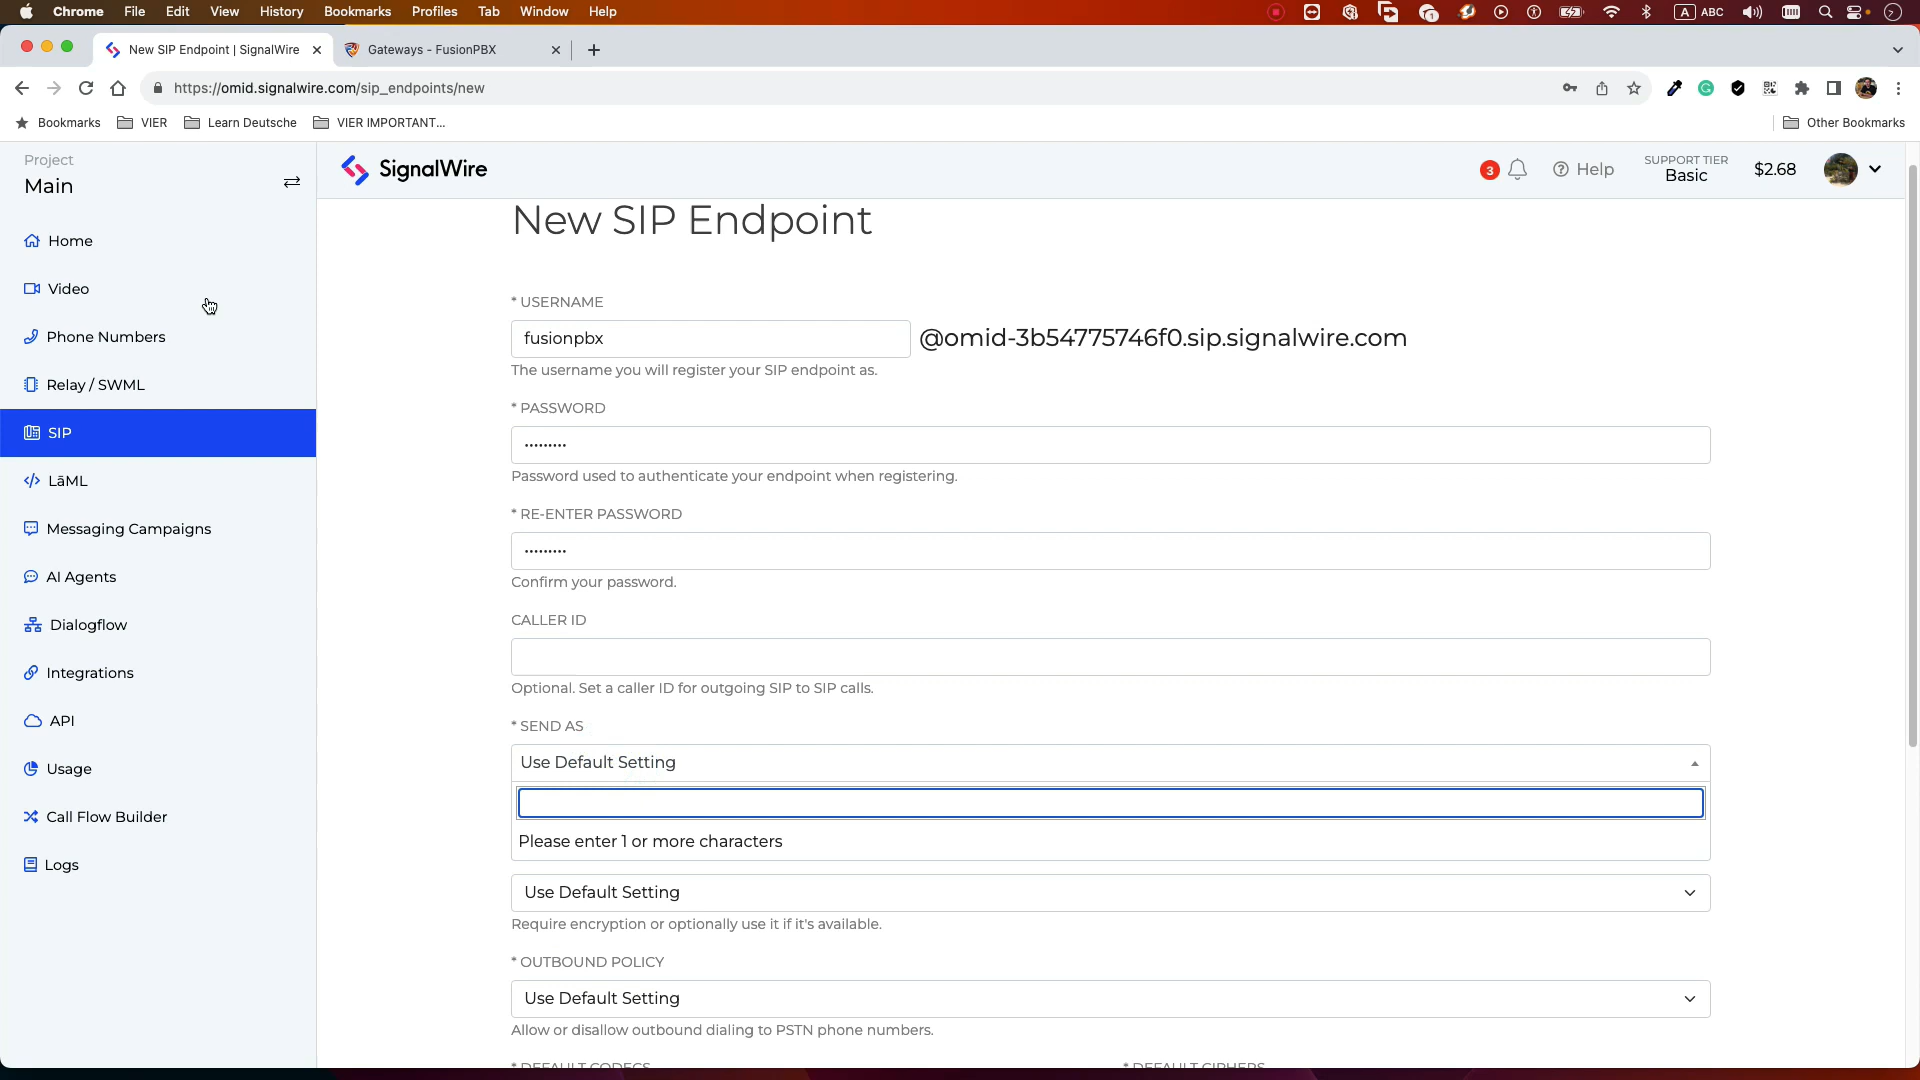 Chrome File Edit View History Bookmarks Profiles Tab Window Help A ABC
New SIP Endpoint | SignalWire Gateways - FusionPBX
https://omid.signalwire.com/sip_endpoints/new
Bookmarks VIER Learn Deutsche VIER IMPORTANT... Other Bookmarks
Project
Main
Home
Video
Phone Numbers
Relay / SWML
SIP
LāML
Messaging Campaigns
AI Agents
Dialogflow
Integrations
API
Usage
Call Flow Builder
Logs
SignalWire
3 Help SUPPORT TIER
Basic
$2.68
New SIP Endpoint
* USERNAME
fusionpbx @omid-3b54775746f0.sip.signalwire.com
The username you will register your SIP endpoint as.
* PASSWORD
•••••••••
Password used to authenticate your endpoint when registering.
* RE-ENTER PASSWORD
•••••••••
Confirm your password.
CALLER ID
Optional. Set a caller ID for outgoing SIP to SIP calls.
* SEND AS
Use Default Setting
Please enter 1 or more characters
Use Default Setting
Require encryption or optionally use it if it's available.
* OUTBOUND POLICY
Use Default Setting
Allow or disallow outbound dialing to PSTN phone numbers.
* DEFAULT CODECS * DEFAULT CIPHERS